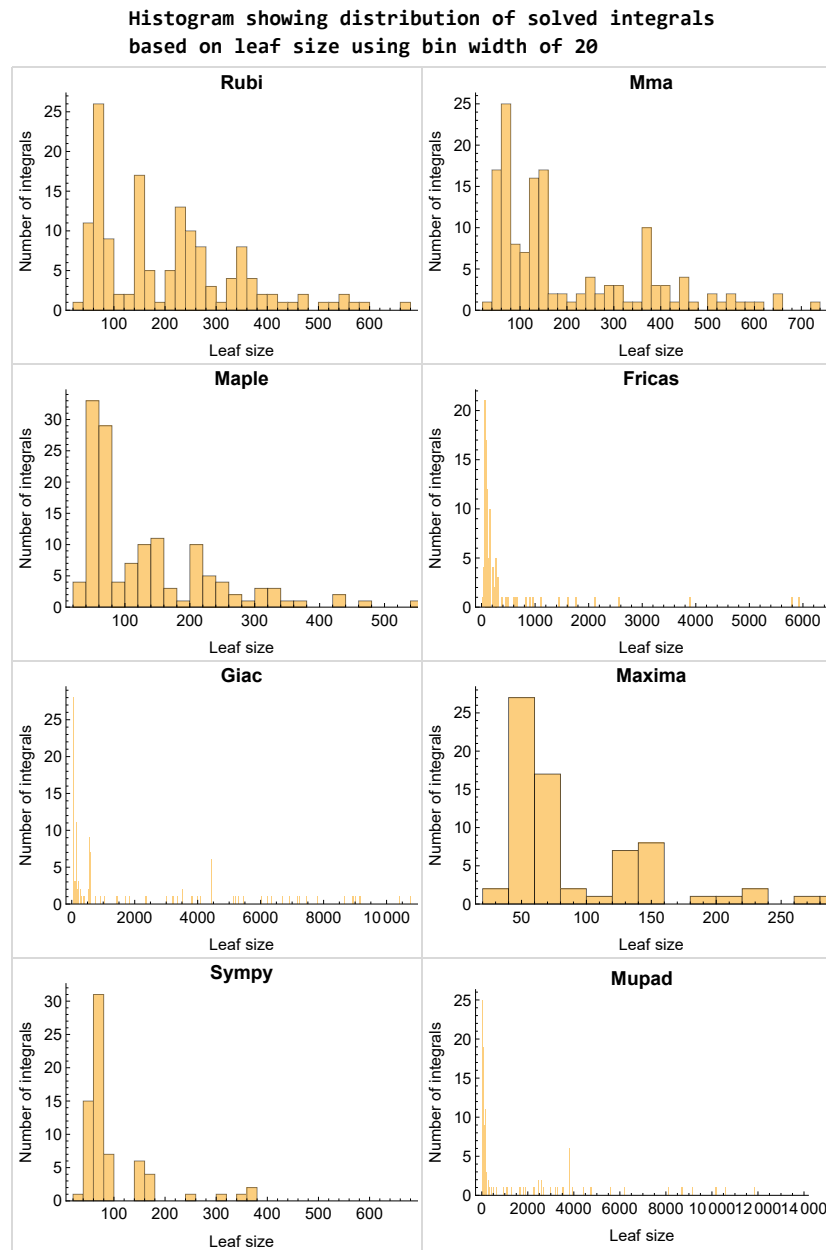 Histogram showing distribution of solved integrals
based on leaf size using bin width of 20
Rubi
Number of integrals
25
20
15
10
5
0
100 200 300 400 500 600
Leaf size
Mma
Number of integrals
25
20
15
10
5
0
100 200 300 400 500 600 700
Leaf size
Maple
Number of integrals
30
25
20
15
10
5
0
100 200 300 400 500
Leaf size
Fricas
Number of integrals
20
15
10
5
0
0 1000 2000 3000 4000 5000 6000
Leaf size
Giac
Number of integrals
25
20
15
10
5
0
0 2000 4000 6000 8000 10000
Leaf size
Maxima
Number of integrals
25
20
15
10
5
0
50 100 150 200 250
Leaf size
Sympy
Number of integrals
30
25
20
15
10
5
0
100 200 300 400 500 600
Leaf size
Mupad
Number of integrals
25
20
15
10
5
0
0 2000 4000 6000 8000 10000 12000 14000
Leaf size